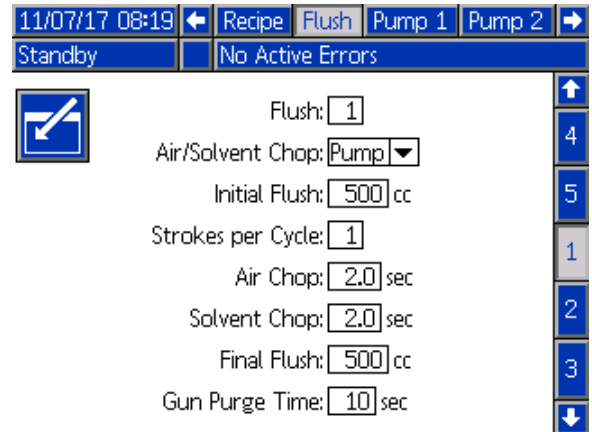 11/07/17 08:19 Recipe Flush Pump 1 Pump 2
Standby No Active Errors
Flush: 1
4
Air/Solvent Chop: Pump
Initial Flush: 500 cc
5
Strokes per Cycle: 1
1
Air Chop: 2.0 sec
Solvent Chop: 2.0 sec
2
Final Flush: 500 cc
3
Gun Purge Time: 10 sec